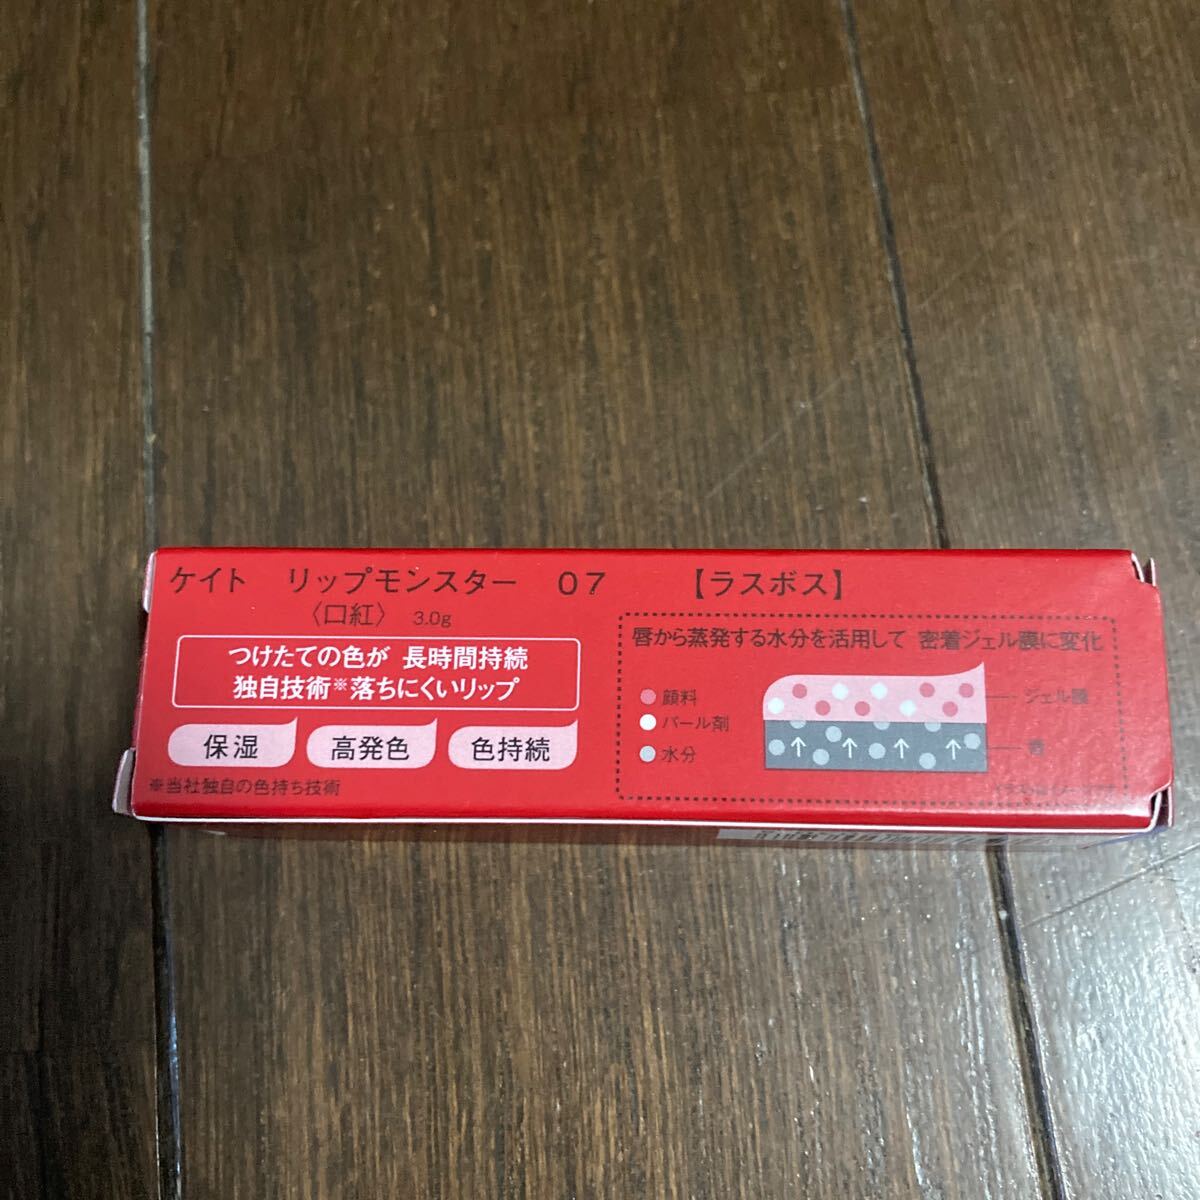 ケイト リップモンスター 07 【ラスボス】
〈口紅〉 3.0g
つけたての色が 長時間持続
独自技術※落ちにくいリップ
保湿 高発色 色持続
※当社独自の色持ち技術
唇から蒸発する水分を活用して 密着ジェル膜に変化
顔料
パール剤
水分
ジェル膜
唇